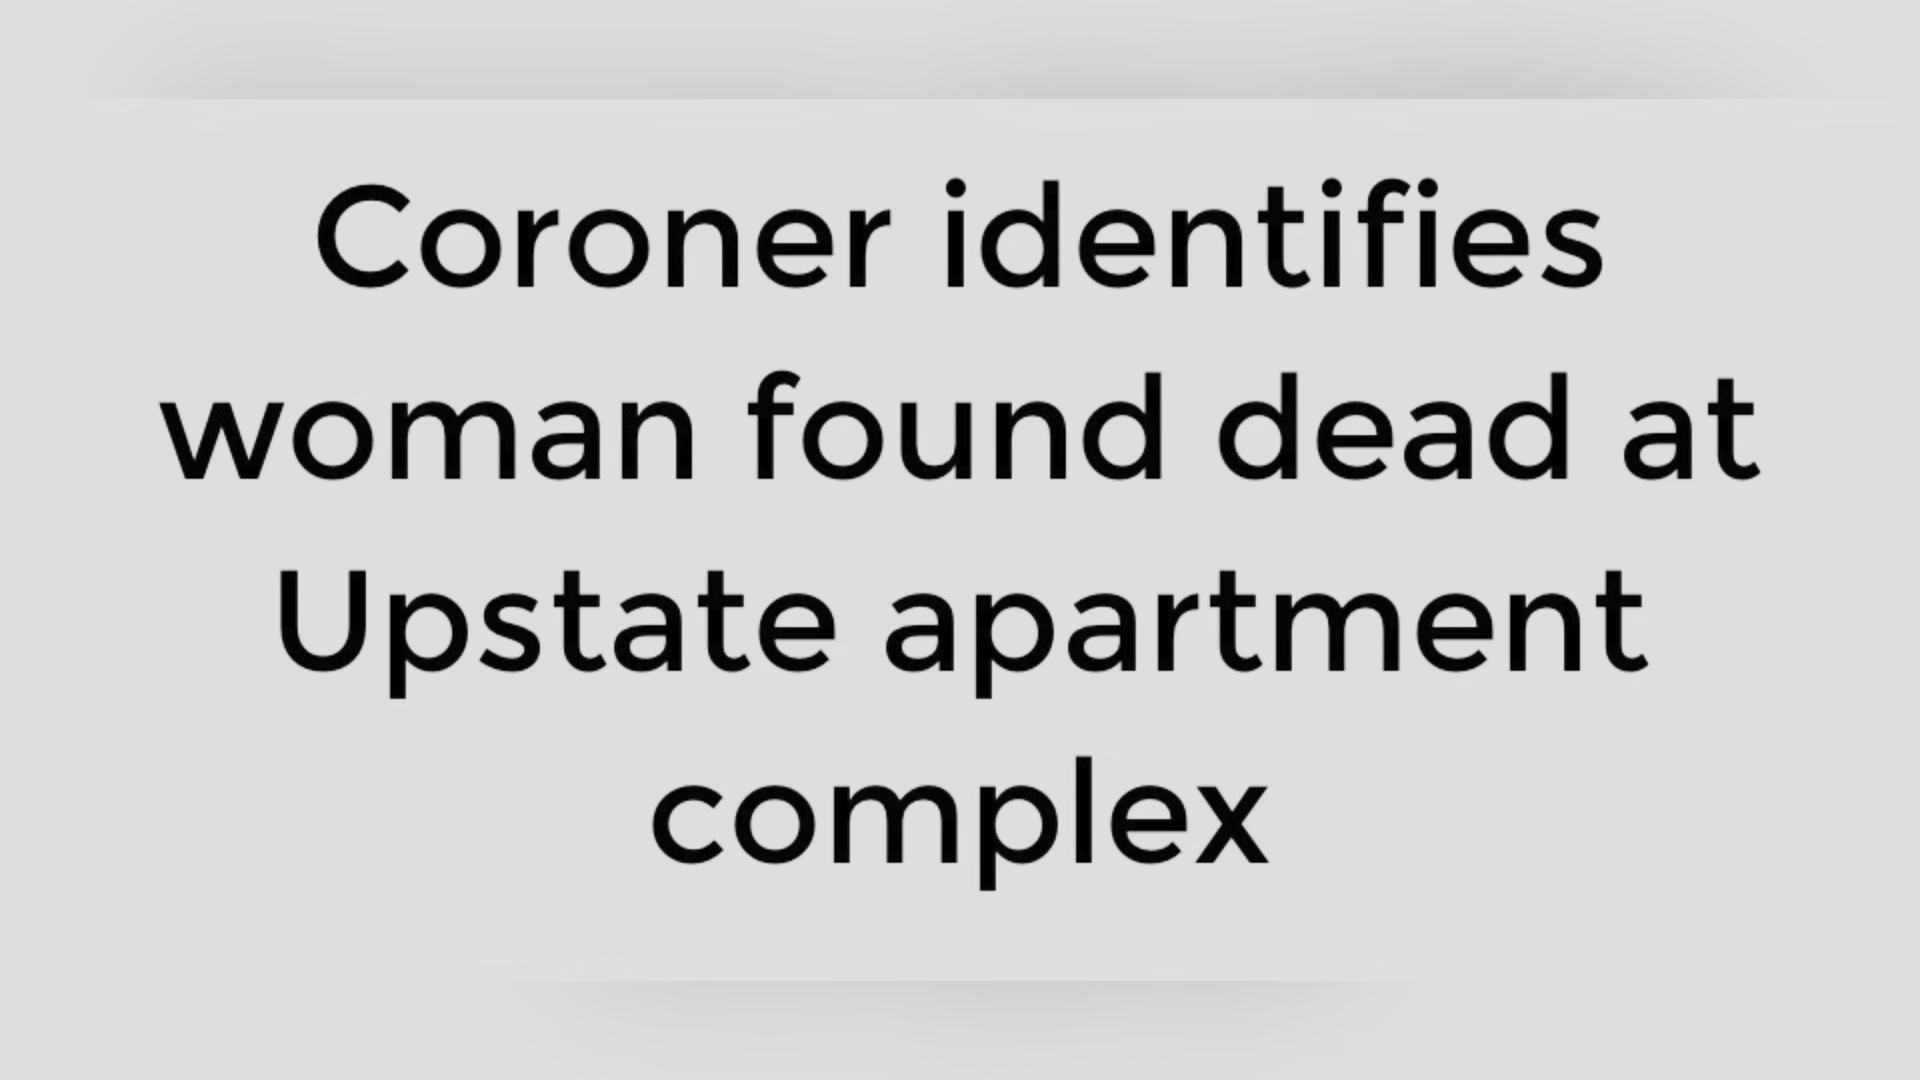 Coroner identifies
woman found dead at
Upstate apartment
complex